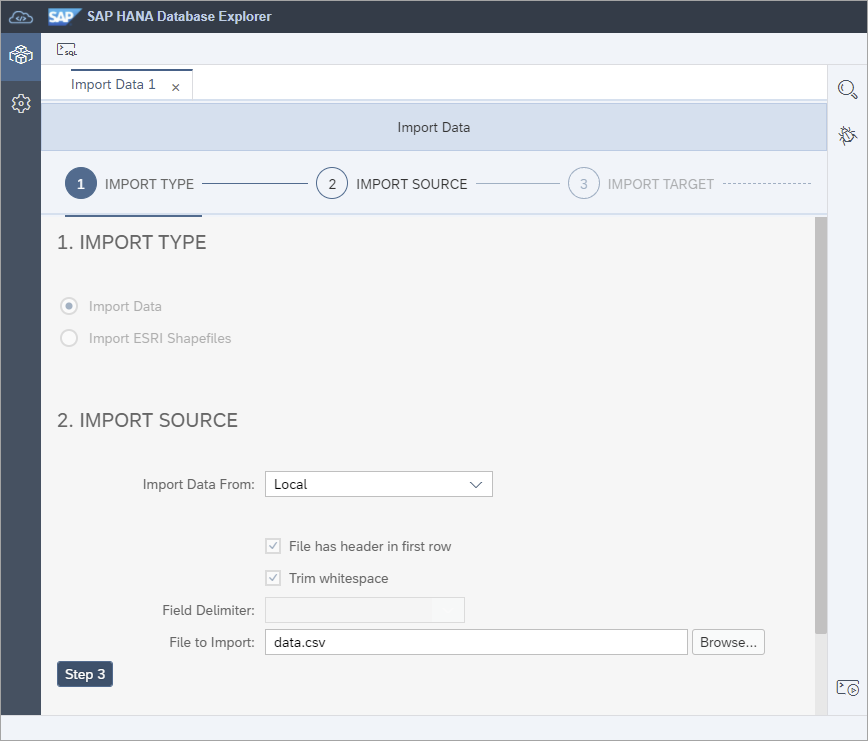 SAP SAP HANA Database Explorer
SQL
Import Data 1 ×
Import Data
1 IMPORT TYPE 2 IMPORT SOURCE 3 IMPORT TARGET
1. IMPORT TYPE
Import Data
Import ESRI Shapefiles
2. IMPORT SOURCE
Import Data From: Local
File has header in first row
Trim whitespace
Field Delimiter:
File to Import: data.csv Browse...
Step 3